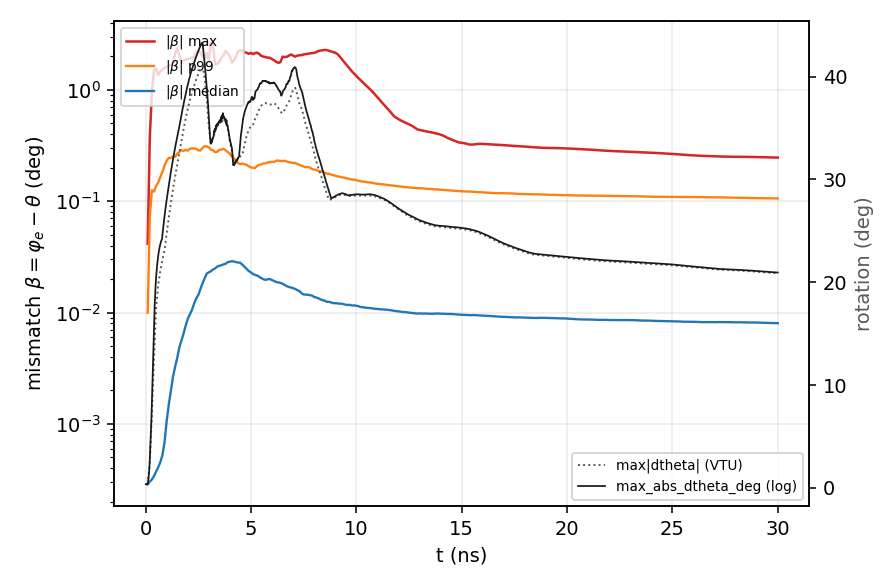 |β| max
|β| p99
|β| median
10⁰
10⁻¹
10⁻²
10⁻³
mismatch β = φₑ − θ (deg)
40
30
20
10
0
rotation (deg)
max|dtheta| (VTU)
max_abs_dtheta_deg (log)
0 5 10 15 20 25 30
t (ns)